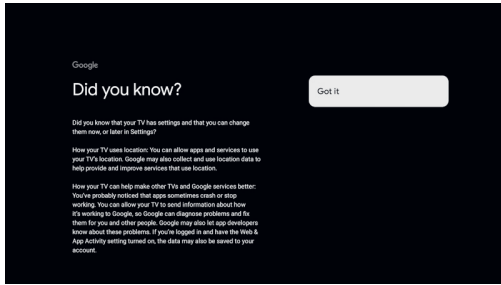 Google
Did you know?
Got it
Did you know that your TV has settings and that you can change
them now, or later in Settings?
How your TV uses location: You can allow apps and services to use
your TV's location. Google may also collect and use location data to
help provide and improve services that use location.
How your TV can help make other TVs and Google services better:
You've probably noticed that apps sometimes crash or stop
working. You can allow your TV to send information about how
it's working to Google, so Google can diagnose problems and fix
them for you and other people. Google may also let app developers
know about these problems. If you're logged in and have the Web &
App Activity setting turned on, the data may also be saved to your
account.